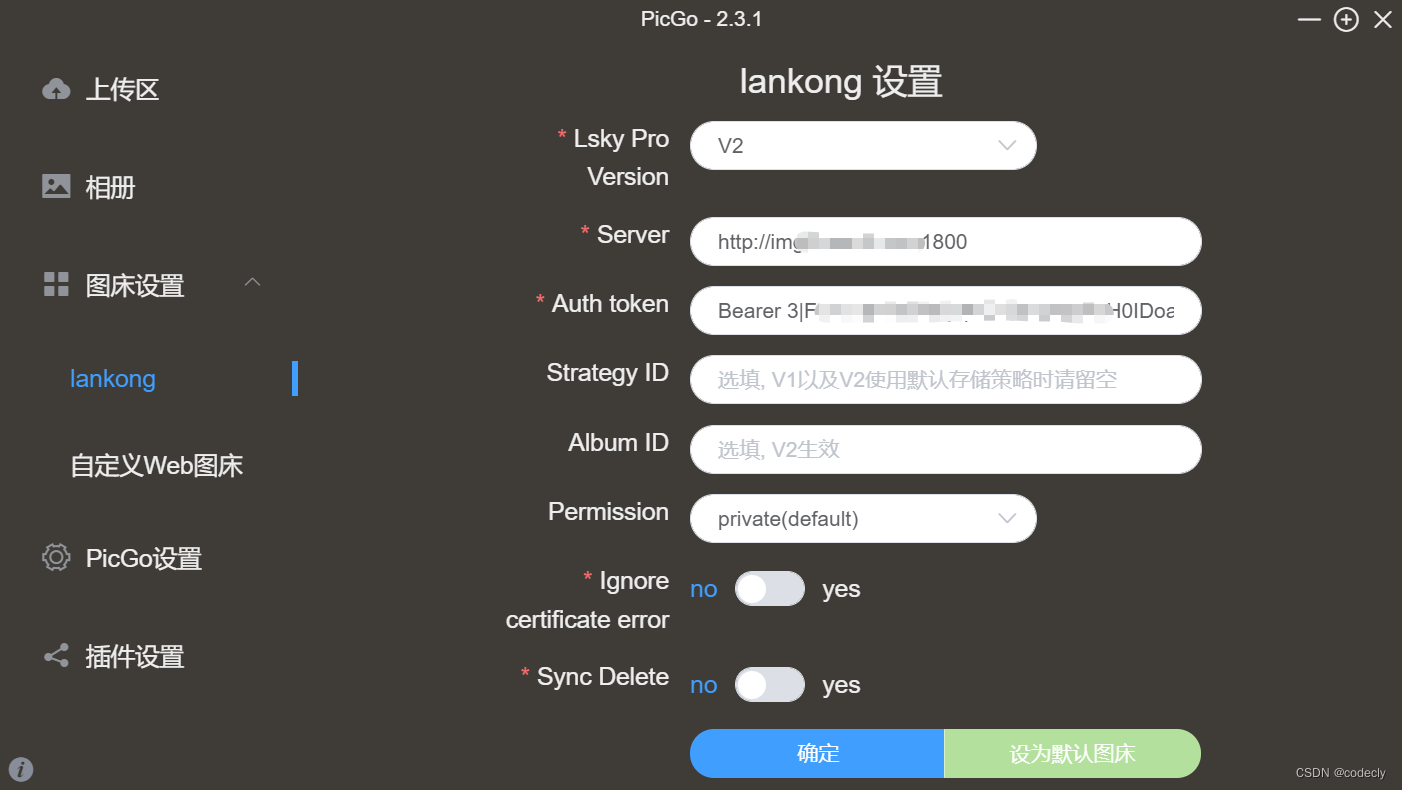 PicGo - 2.3.1
上传区
相册
图床设置
lankong
自定义Web图床
PicGo设置
插件设置
lankong 设置
* Lsky Pro
Version
V2
* Server
http://img 1800
* Auth token
Bearer 3|F H0IDoa
Strategy ID
选填, V1以及V2使用默认存储策略时请留空
Album ID
选填, V2生效
Permission
private(default)
* Ignore
certificate error
no yes
* Sync Delete
no yes
确定
设为默认图床
CSDN @codecly